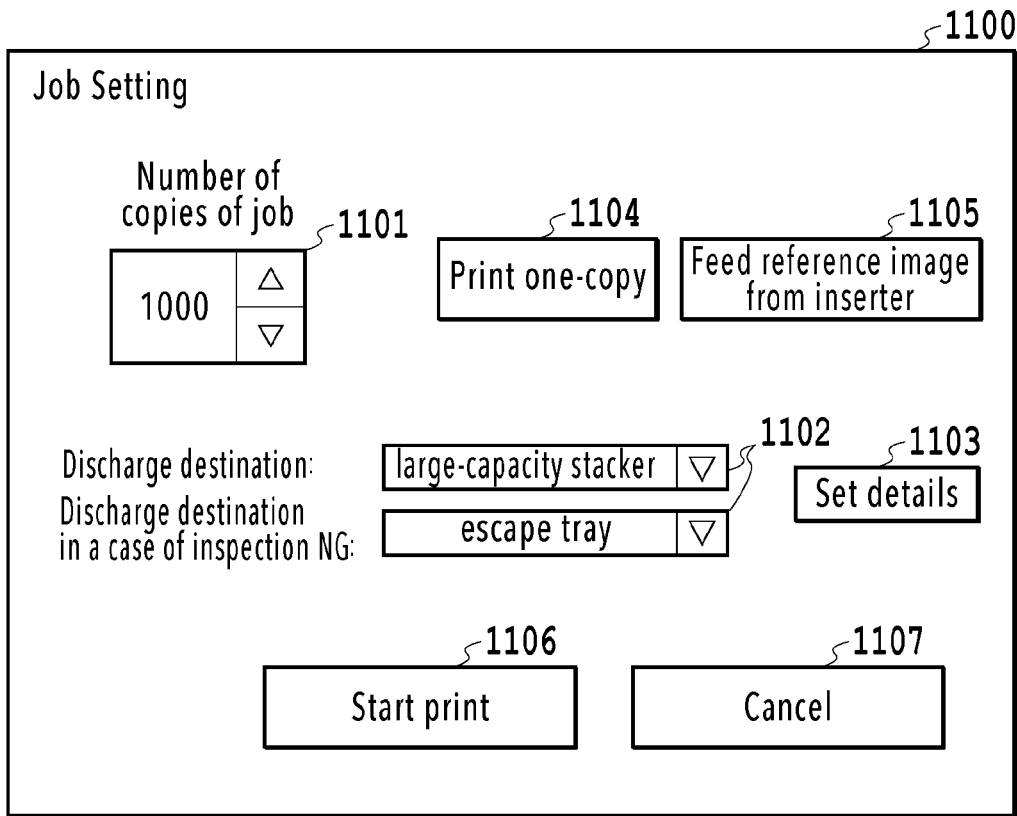 1100
Job Setting
Number of
copies of job
1101
1000
1104
Print one-copy
1105
Feed reference image
from inserter
Discharge destination:
large-capacity stacker
1102
Discharge destination
in a case of inspection NG:
escape tray
1103
Set details
1106
Start print
1107
Cancel